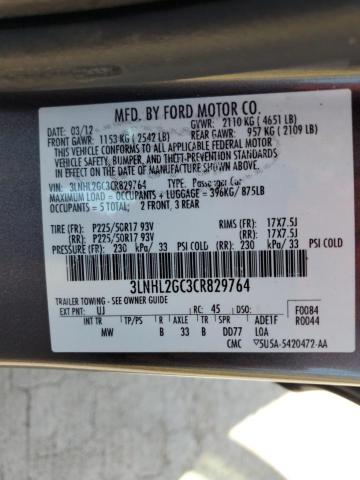 MFD. BY FORD MOTOR CO.
03/12 GVWR: 2110 KG (4651 LB)
FRONT GAWR: 1153 KG (2542 LB) REAR GAWR: 957 KG (2109 LB)
THIS VEHICLE CONFORMS TO ALL APPLICABLE FEDERAL MOTOR VEHICLE
SAFETY, BUMPER, AND THEFT-PREVENTION STANDARDS IN EFFECT ON THE DATE OF
MANUFACTURE SHOWN ABOVE.
VIN: 3LNHL2GC3CR829764 TYPE: Passenger Car
MAXIMUM LOAD = OCCUPANTS + LUGGAGE = 396KG / 875LB
OCCUPANTS = 5 TOTAL: 2 FRONT, 3 REAR
TIRE (FR): P225/50R17 93V RIMS (FR): 17X7.5J
(RR): P225/50R17 93V (RR): 17X7.5J
PRESSURE (FR): 230 kPa/ 33 PSI COLD (RR): 230 kPa/33 PSI COLD
3LNHL2GC3CR829764
TRAILER TOWING - SEE OWNER GUIDE
EXT PNT: UJ RC: 45 DSO: F0084
INT TR TP/PS R AXLE TR SPR ADE1F R0044
MW B 33 B DD77 LOA
CMC ▽5U5A-5420472-AA